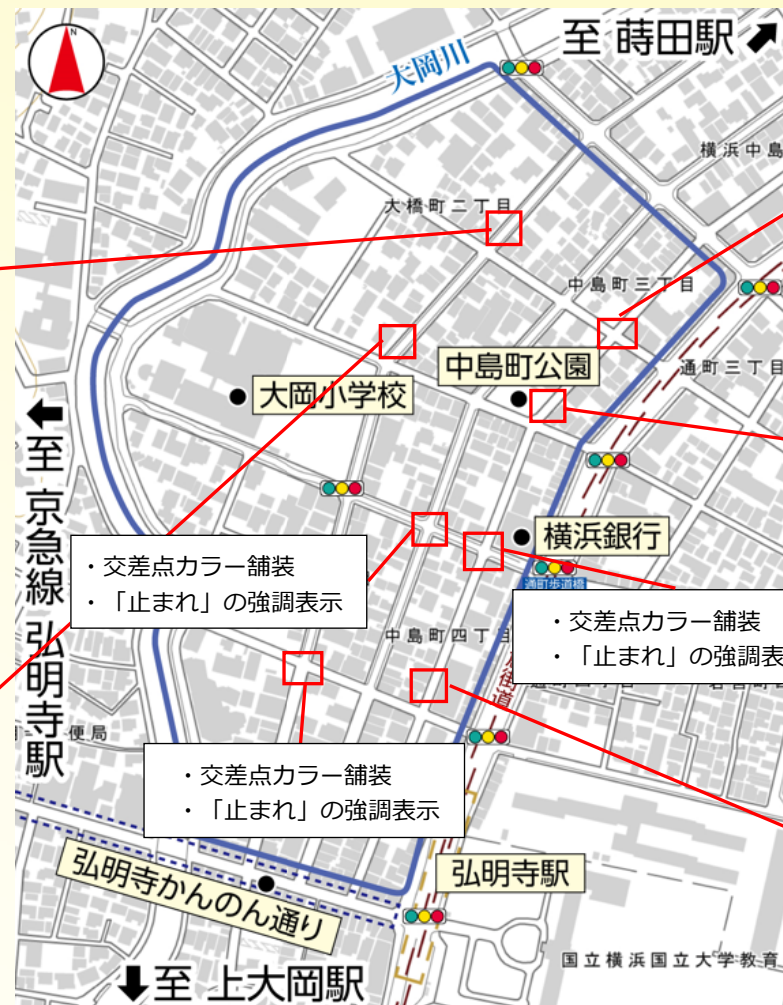 N
至 蒔田駅
大岡川
横浜中島
大橋町二丁目
中島町三丁目
通町三丁目
中島町公園
大岡小学校
至 京急線 弘明寺駅
横浜銀行
通町歩道橋
・交差点カラー舗装
・「止まれ」の強調表示
・交差点カラー舗装
・「止まれ」の強調表
中島町四丁目
街道
便局
・交差点カラー舗装
・「止まれ」の強調表示
弘明寺駅
弘明寺かんのん通り
国立横浜国立大学教育
至 上大岡駅